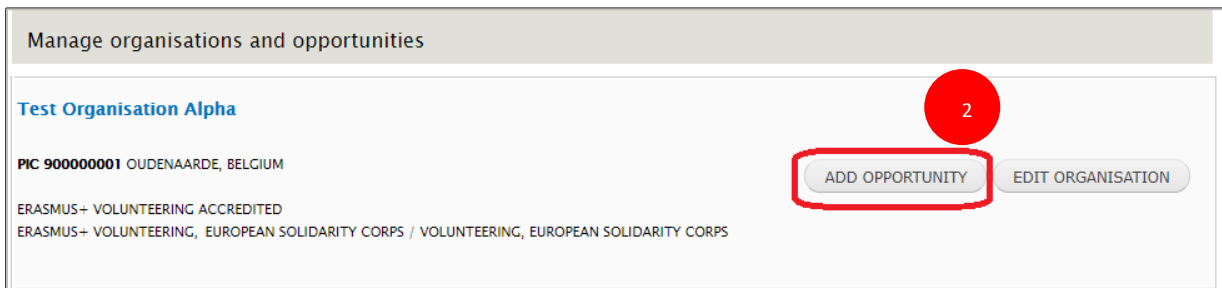 Manage organisations and opportunities
Test Organisation Alpha
2
PIC 900000001 OUDENAARDE, BELGIUM
ADD OPPORTUNITY
EDIT ORGANISATION
ERASMUS+ VOLUNTEERING ACCREDITED
ERASMUS+ VOLUNTEERING, EUROPEAN SOLIDARITY CORPS / VOLUNTEERING, EUROPEAN SOLIDARITY CORPS